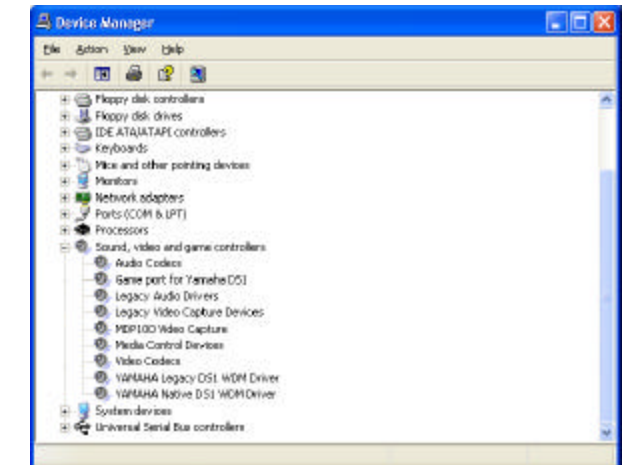 Device Manager
File Action View Help
Floppy disk controllers
Floppy disk drives
IDE ATA/ATAPI controllers
Keyboards
Mice and other pointing devices
Monitors
Network adapters
Ports (COM & LPT)
Processors
Sound, video and game controllers
Audio Codecs
Game port for Yamaha DS1
Legacy Audio Drivers
Legacy Video Capture Devices
MDP100 Video Capture
Media Control Devices
Video Codecs
YAMAHA Legacy DS1 WDM Driver
YAMAHA Native DS1 WDM Driver
System devices
Universal Serial Bus controllers